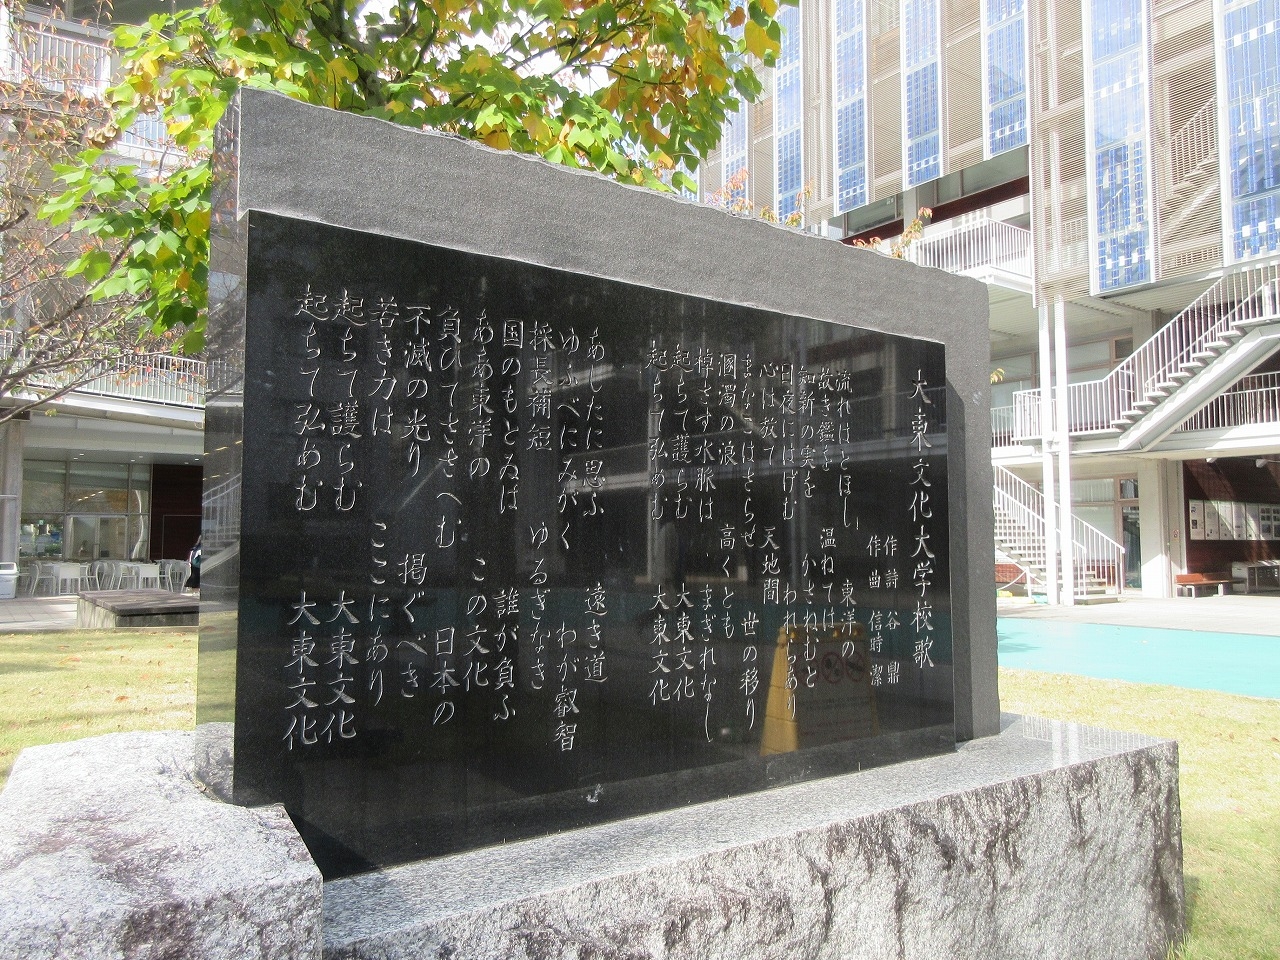 大東文化大学校歌
作詩 谷 鼎
作曲 信時 潔
流れはとほし 東洋の
故き鑑を 温ねては
知新の実を かざれむと
日夜にはげむ われらあり
心は放て 天地間
まなこはさらせ 世の移り
濁濁の浪 高くとも
棹さす水脈は まぎれなし
起ちて護らむ 大東文化
起ちて弘めむ 大東文化
あしたに思ふ 遠き道
ゆふべにみがく わが叡智
採長補短 ゆるぎなき
国のもとゐは 誰が負ふ
ああ東洋の この文化
負ひてささへむ 日本の
不滅の光り 掲ぐべき
若き力は ここにあり
起ちて護らむ 大東文化
起ちて弘めむ 大東文化